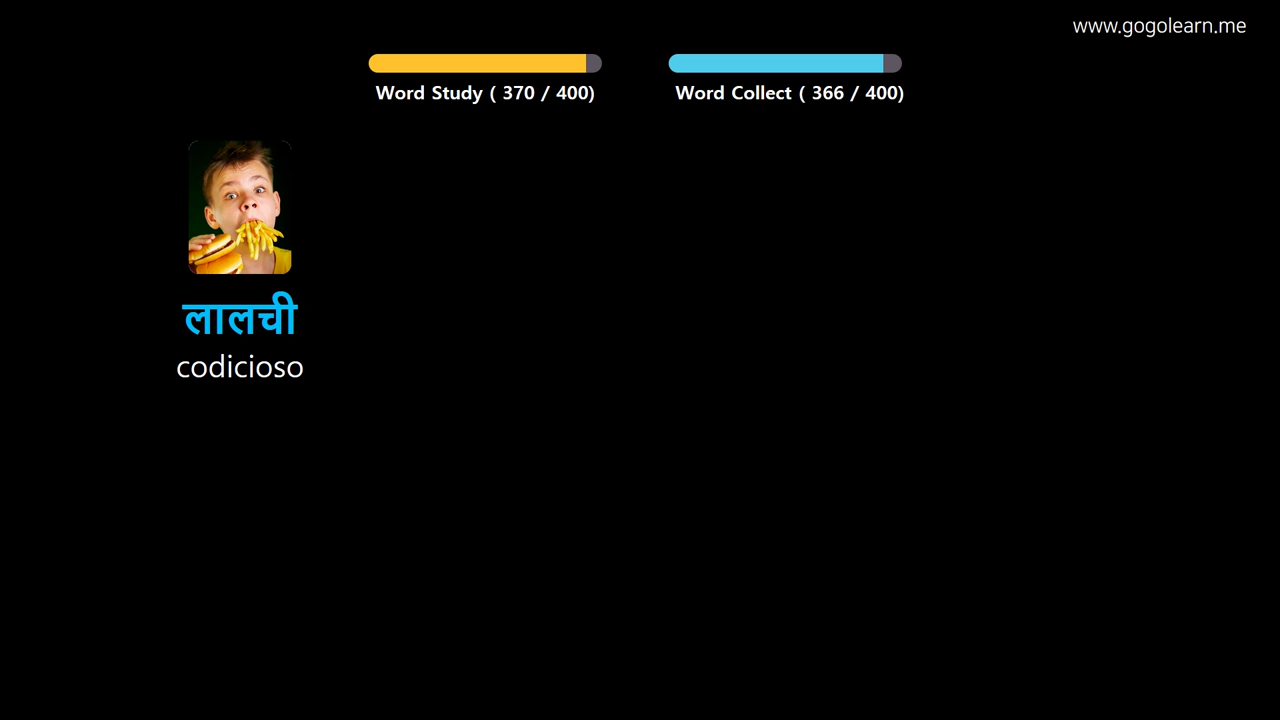 www.gogolearn.me
Word Study ( 370 / 400)
Word Collect ( 366 / 400)
लालची
codicioso